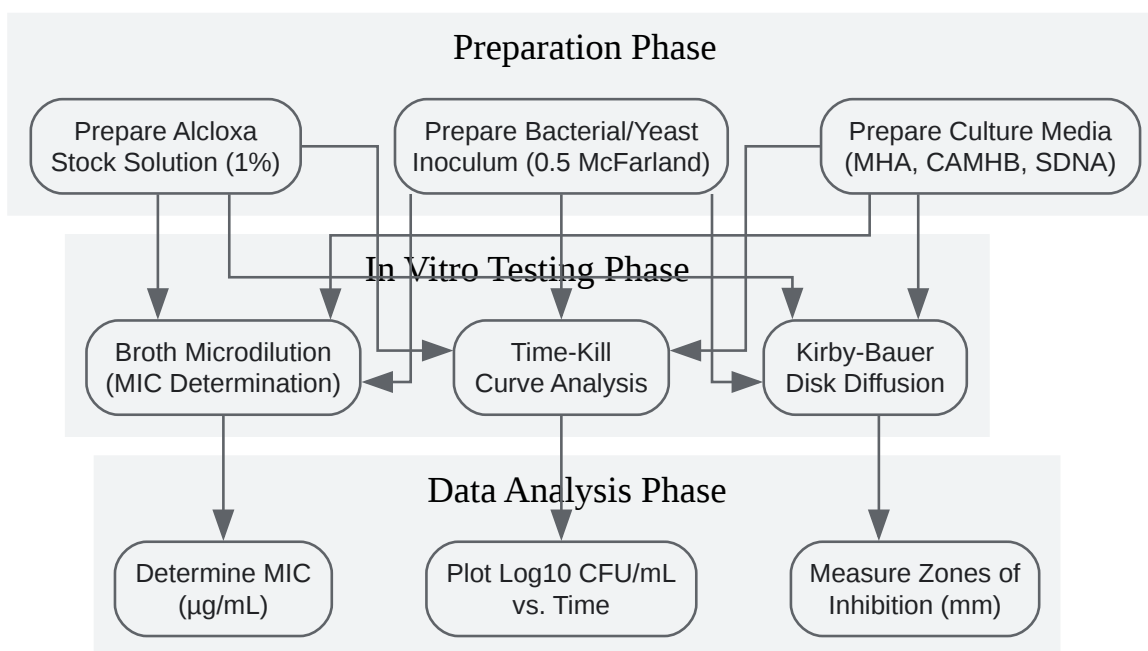 Preparation Phase
Prepare Alcloxa
Stock Solution (1%)
Prepare Bacterial/Yeast
Inoculum (0.5 McFarland)
Prepare Culture Media
(MHA, CAMHB, SDNA)
In Vitro Testing Phase
Broth Microdilution
(MIC Determination)
Time-Kill
Curve Analysis
Kirby-Bauer
Disk Diffusion
Data Analysis Phase
Determine MIC
(µg/mL)
Plot Log10 CFU/mL
vs. Time
Measure Zones of
Inhibition (mm)